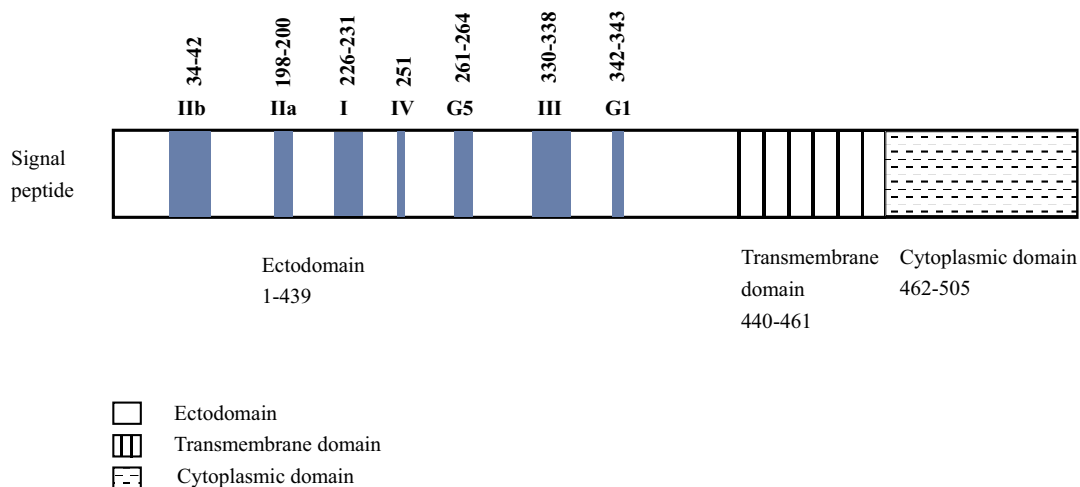 34-42 198-200 226-231 251 261-264 330-338 342-343
IIb IIa I IV G5 III G1
Signal
peptide
Ectodomain
1-439
Transmembrane
domain
440-461
Cytoplasmic domain
462-505
Ectodomain
Transmembrane domain
Cytoplasmic domain